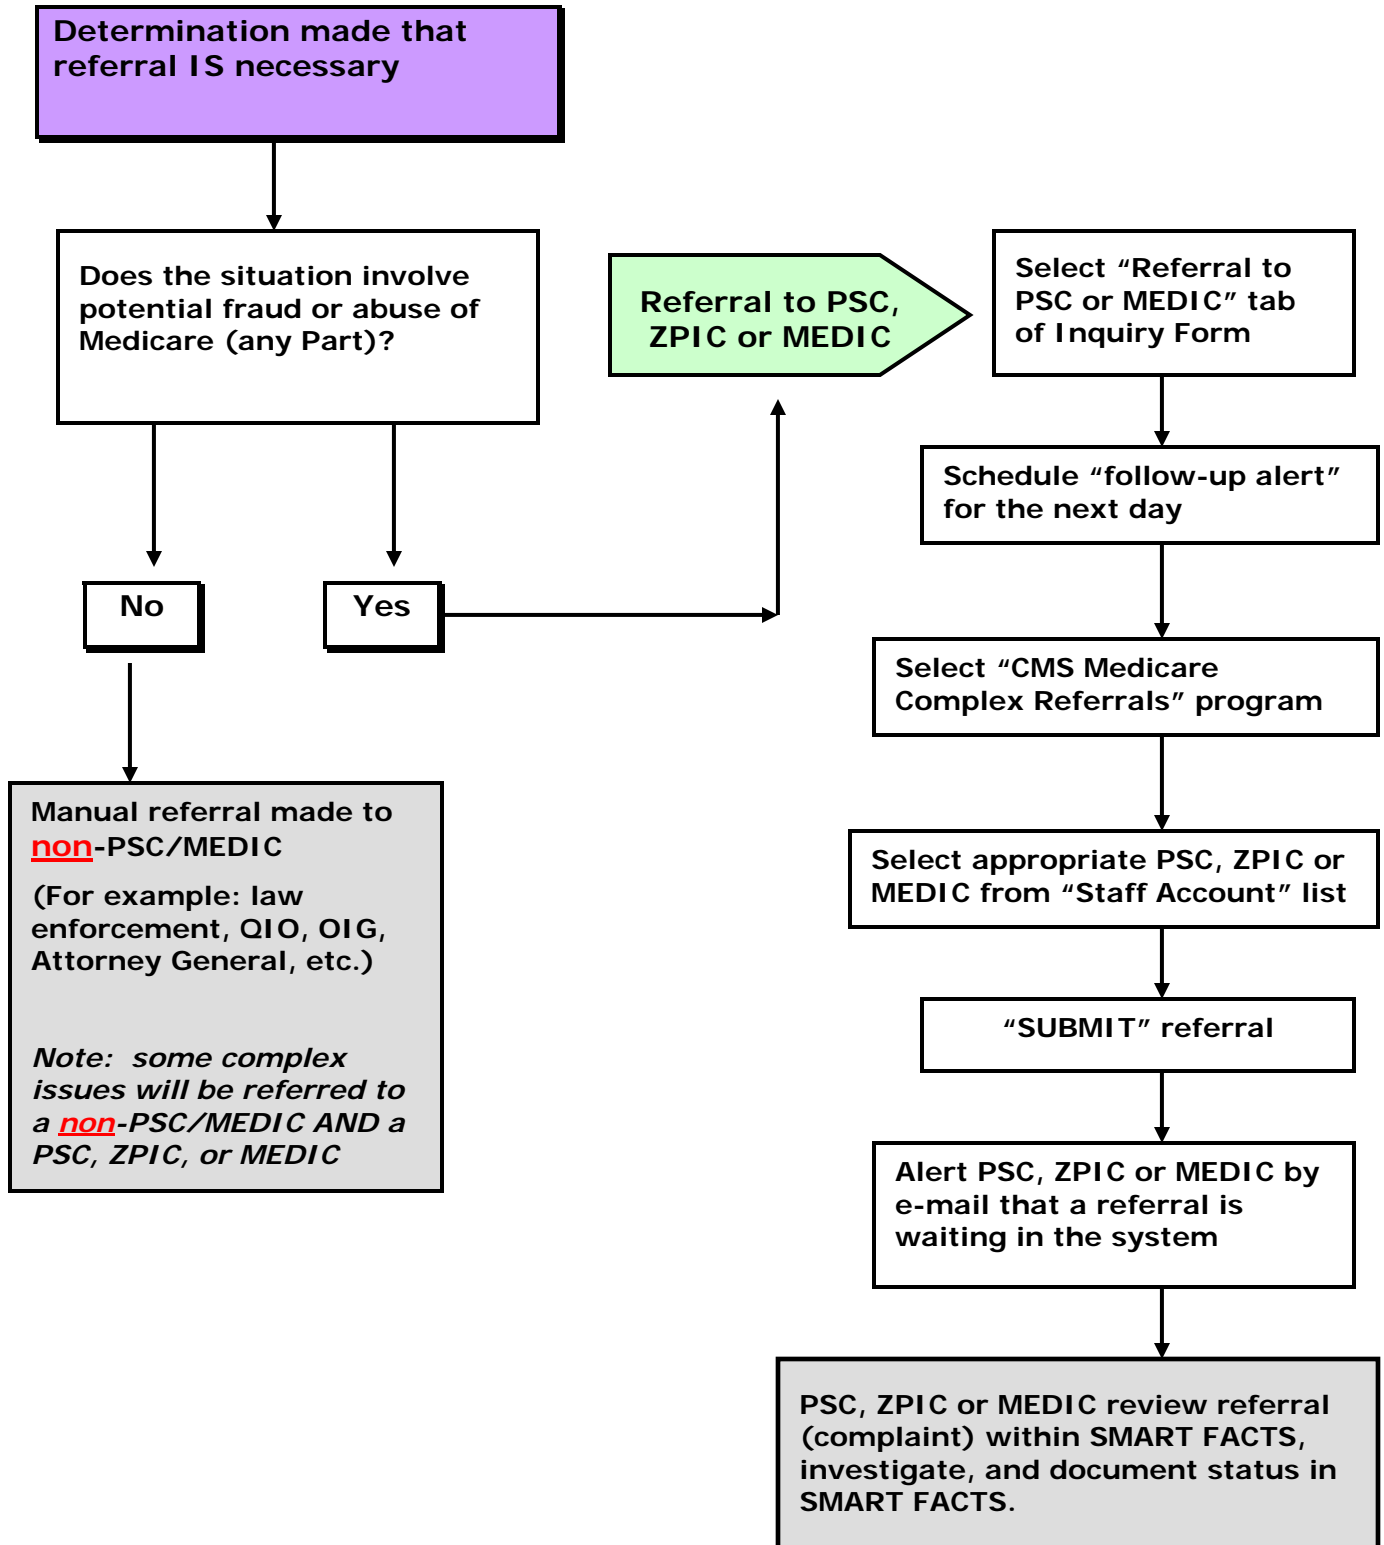 Determination made that
referral IS necessary
Does the situation involve
potential fraud or abuse of
Medicare (any Part)?
No
Yes
Manual referral made to
non-PSC/MEDIC
(For example: law
enforcement, QIO, OIG,
Attorney General, etc.)
Note:  some complex
issues will be referred to
a non-PSC/MEDIC AND a
PSC, ZPIC, or MEDIC
Referral to PSC,
ZPIC or MEDIC
Select “Referral to
PSC or MEDIC” tab
of Inquiry Form
Schedule “follow-up alert”
for the next day
Select “CMS Medicare
Complex Referrals” program
Select appropriate PSC, ZPIC or
MEDIC from “Staff Account” list
“SUBMIT” referral
Alert PSC, ZPIC or MEDIC by
e-mail that a referral is
waiting in the system
PSC, ZPIC or MEDIC review referral
(complaint) within SMART FACTS,
investigate, and document status in
SMART FACTS.